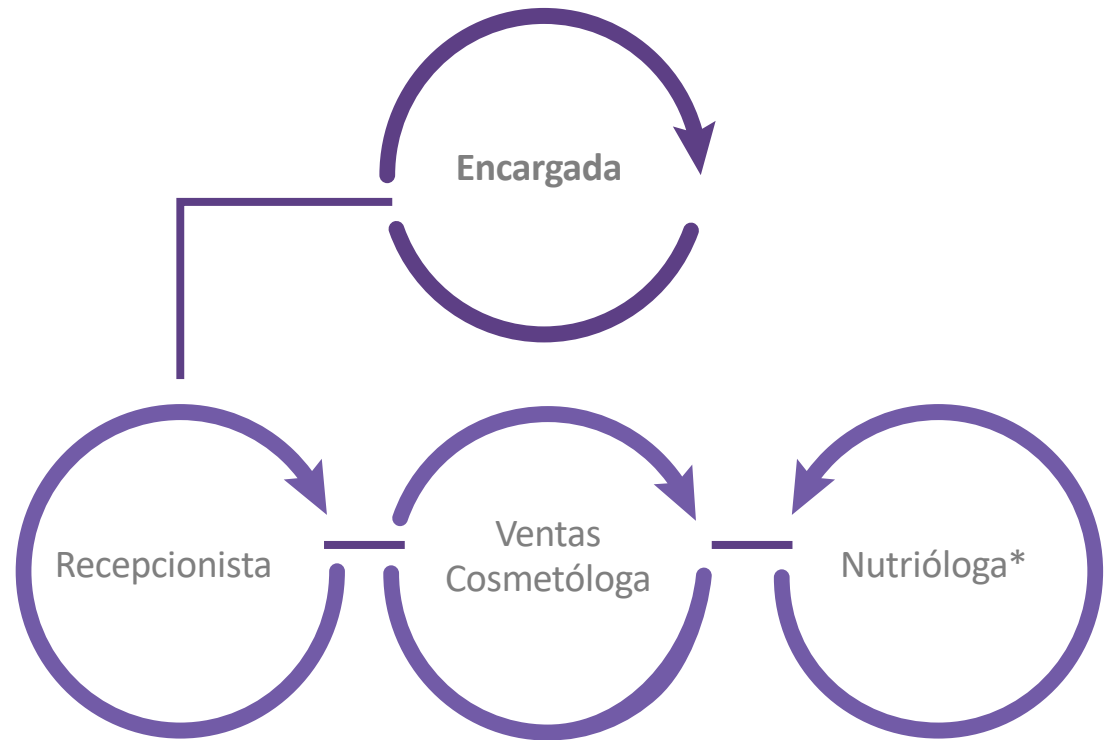 Encargada
Recepcionista
Ventas
Cosmetóloga
Nutrióloga*